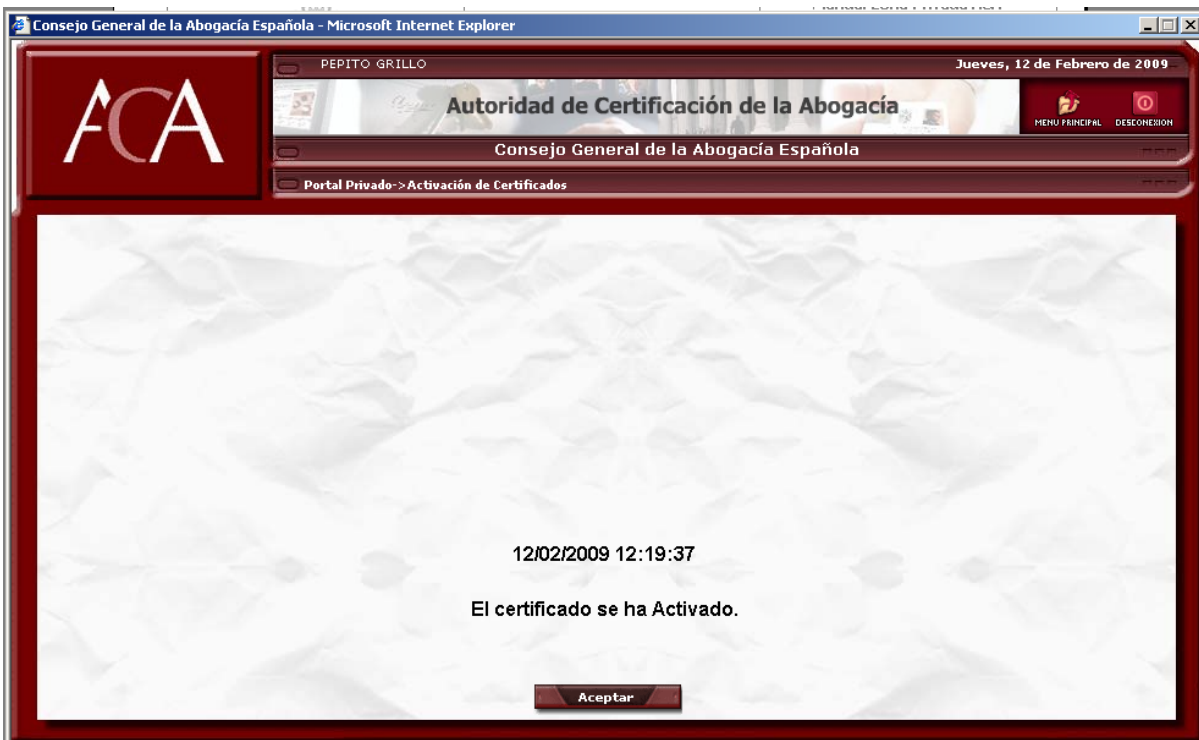 Consejo General de la Abogacía Española - Microsoft Internet Explorer
ACA
PEPITO GRILLO
Jueves, 12 de Febrero de 2009
Autoridad de Certificación de la Abogacía
MENU PRINCIPAL
DESCONEXION
Consejo General de la Abogacía Española
Portal Privado->Activación de Certificados
12/02/2009 12:19:37
El certificado se ha Activado.
Aceptar